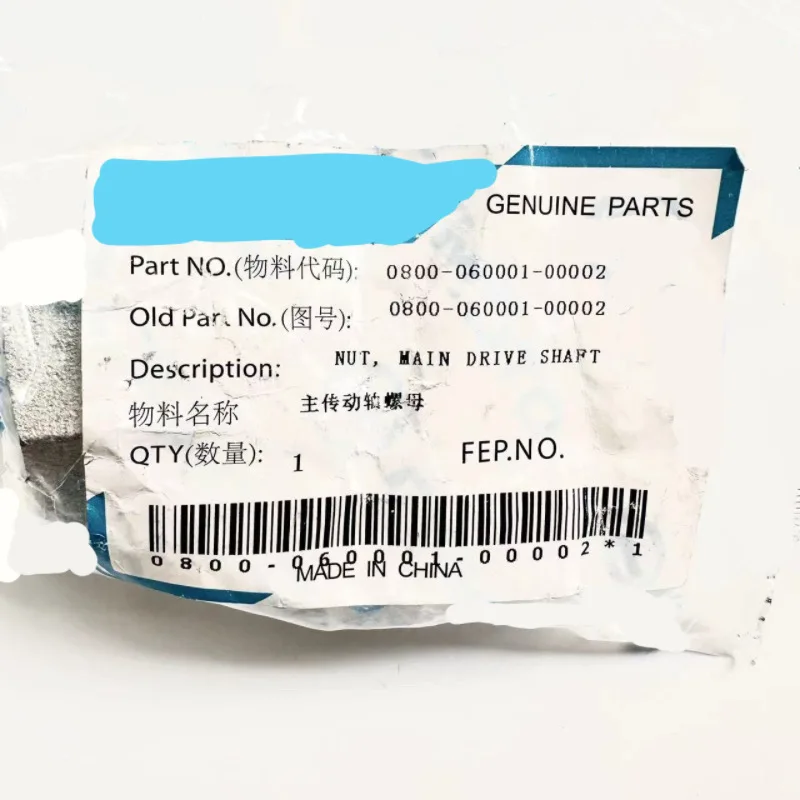 GENUINE PARTS
Part NO.(物料代码): 0800-060001-00002
Old Part No.(图号): 0800-060001-00002
Description: NUT, MAIN DRIVE SHAFT
物料名称 主传动轴螺母
QTY(数量): 1 FEP.NO.
0800-060001-00002*1
MADE IN CHINA